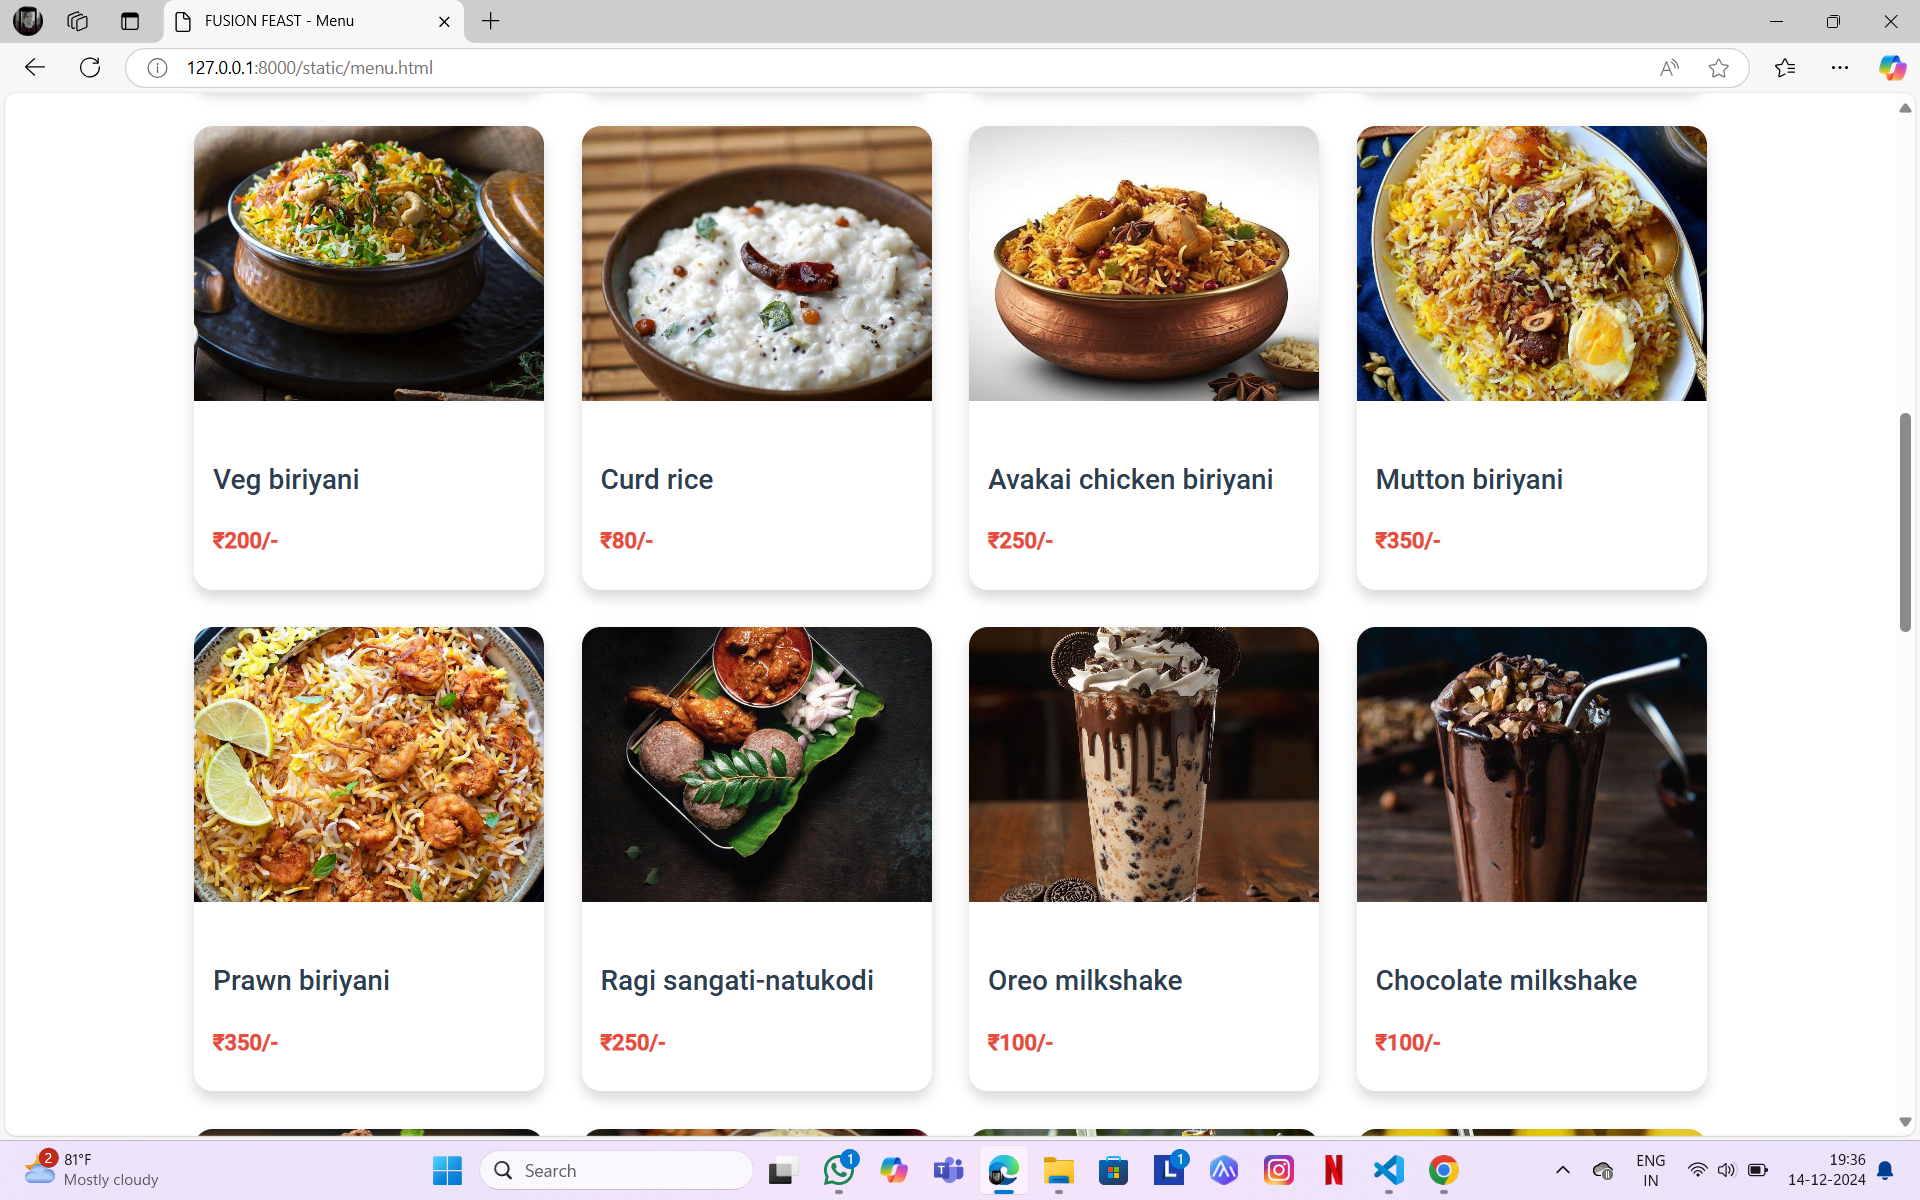 FUSION FEAST - Menu
127.0.0.1:8000/static/menu.html
Veg biriyani
Curd rice
Avakai chicken biriyani
Mutton biriyani
₹200/-
₹80/-
₹250/-
₹350/-
Prawn biriyani
Ragi sangati-natukodi
Oreo milkshake
Chocolate milkshake
₹350/-
₹250/-
₹100/-
₹100/-
2
81°F
Mostly cloudy
Search
1
1
ENG
IN
19:36
14-12-2024